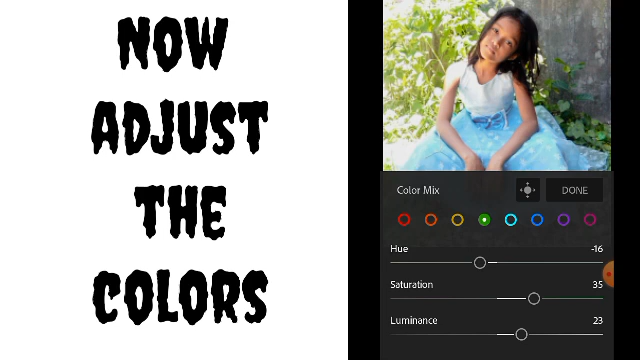 NOW
ADJUST
THE
COLORS
Color Mix
DONE
Hue -16
Saturation 35
Luminance 23